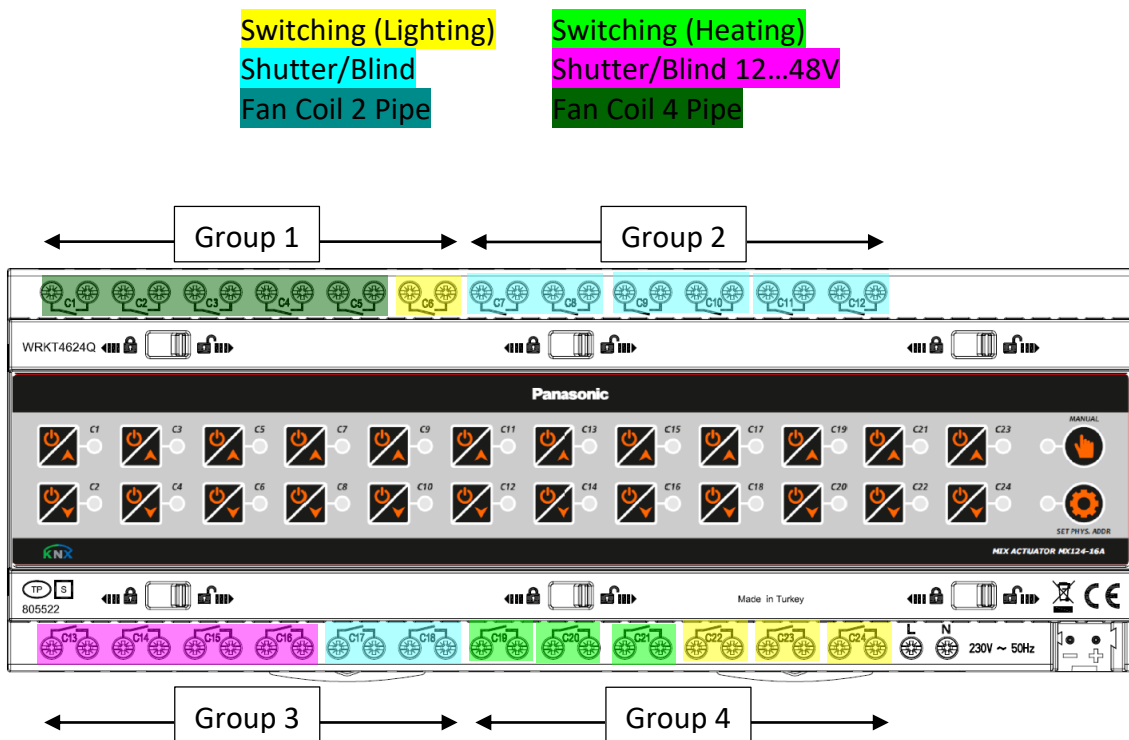 Switching (Lighting) Switching (Heating)
Shutter/Blind Shutter/Blind 12...48V
Fan Coil 2 Pipe Fan Coil 4 Pipe
Group 1 Group 2
C1 C2 C3 C4 C5 C6 C7 C8 C9 C10 C11 C12
WRKT4624Q
Panasonic
MANUAL
C1 C3 C5 C7 C9 C11 C13 C15 C17 C19 C21 C23
C2 C4 C6 C8 C10 C12 C14 C16 C18 C20 C22 C24
SET PHYS. ADDR
KNX MIX ACTUATOR MX124-16A
TP S
805522 Made in Turkey CE
C13 C14 C15 C16 C17 C18 C19 C20 C21 C22 C23 C24 L N 230V ~ 50Hz - +
Group 3 Group 4